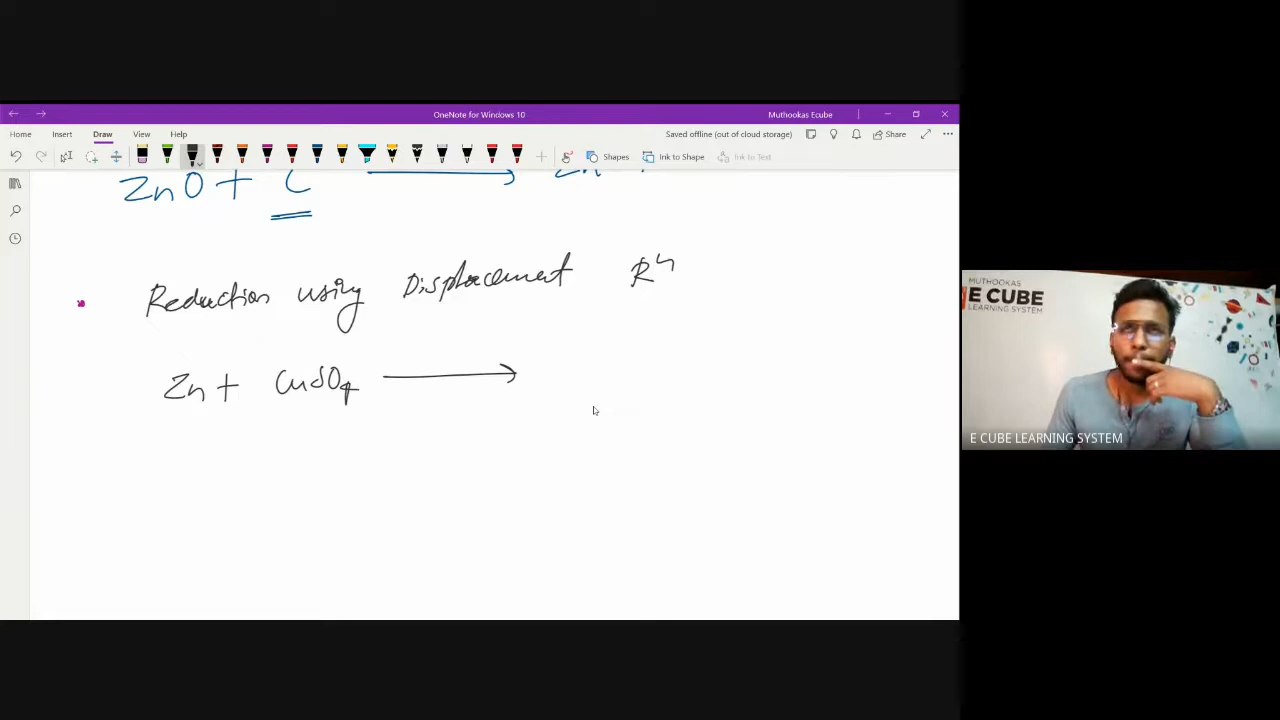 OneNote for Windows 10
Muthookas Ecube
Home Insert Draw View Help
Saved offline (out of cloud storage)
Share
Shapes
Ink to Shape
Ink to Text
ZnO + C
Zn +
Reduction using Displacement Rn
Zn + CuSO4
MUTHOOKAS
E CUBE
LEARNING SYSTEM
E CUBE LEARNING SYSTEM